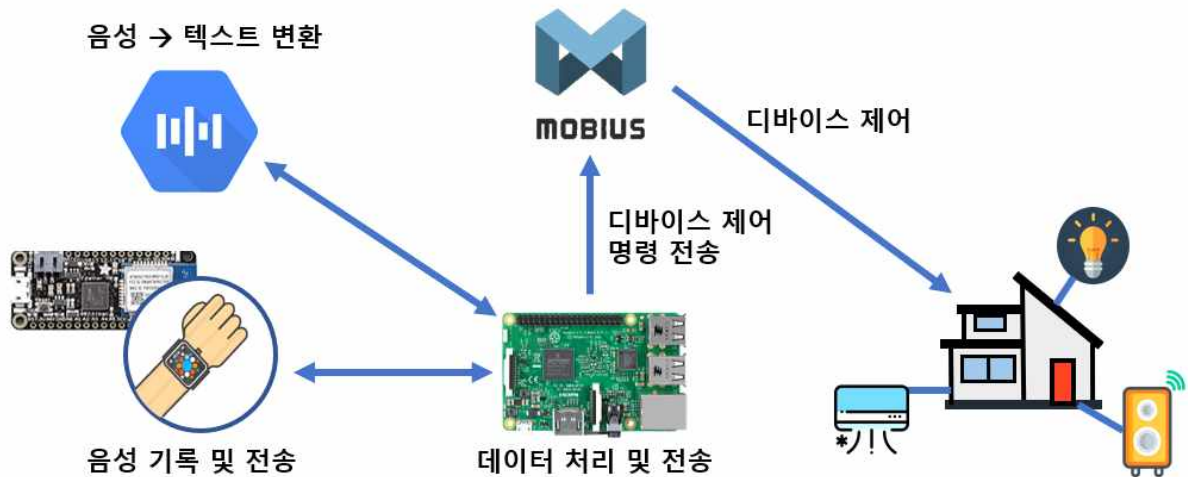 음성 → 텍스트 변환
MOBIUS
디바이스 제어
디바이스 제어
명령 전송
음성 기록 및 전송
데이터 처리 및 전송